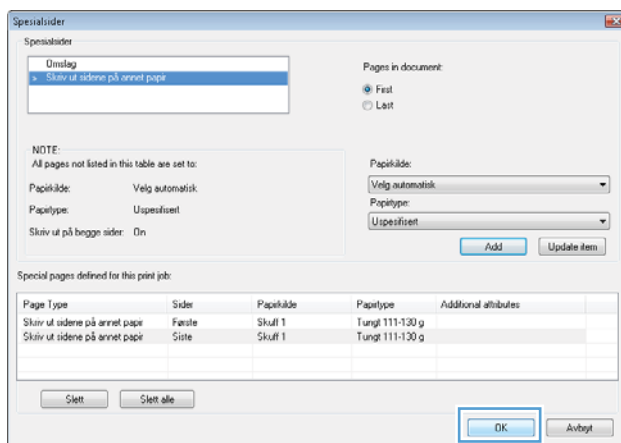 Spesialsider
Spesialsider
Omslag
» Skriv ut sidene på annet papir
Pages in document:
First
Last
NOTE:
All pages not listed in this table are set to:
Papirkilde: Velg automatisk
Papirtype: Uspesifisert
Skriv ut på begge sider: On
Papirkilde:
Velg automatisk
Papirtype:
Uspesifisert
Add Update item
Special pages defined for this print job:
Page Type Sider Papirkilde Papirtype Additional attributes
Skriv ut sidene på annet papir Første Skuff 1 Tungt 111-130 g
Skriv ut sidene på annet papir Siste Skuff 1 Tungt 111-130 g
Slett Slett alle
OK Avbryt